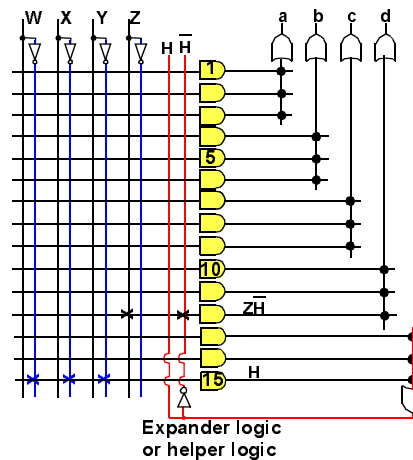 W X Y Z a b c d
H H̅
1
5
10
ZH̅
15 H
Expander logic
or helper logic